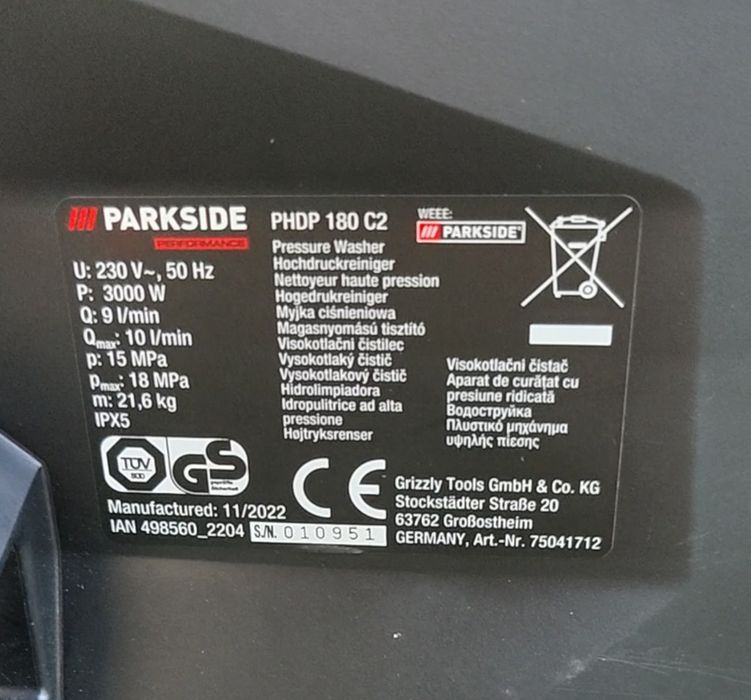 PARKSIDE
PERFORMANCE
U: 230 V~, 50 Hz
P: 3000 W
Q: 9 l/min
Qmax: 10 l/min
p: 15 MPa
pmax: 18 MPa
m: 21,6 kg
IPX5
PHDP 180 C2
Pressure Washer
Hochdruckreiniger
Nettoyeur haute pression
Hogedrukreiniger
Myjka ciśnieniowa
Magasnyomású tisztító
Visokotlačni čistilec
Vysokotlaký čistič
Vysokotlakový čistič
Hidrolimpiadora
Idropulitrice ad alta
pressione
Højtryksrenser
WEEE:
PARKSIDE
Visokotlačni čistač
Aparat de curățat cu
presiune ridicată
Водоструйка
Πλυστικό μηχάνημα
υψηλής πίεσης
TÜV
SÜD
GS
geprüfte
Sicherheit
CE
Manufactured: 11/2022
IAN 498560_2204
S/N. 010951
Grizzly Tools GmbH & Co. KG
Stockstädter Straße 20
63762 Großostheim
GERMANY, Art.-Nr. 75041712